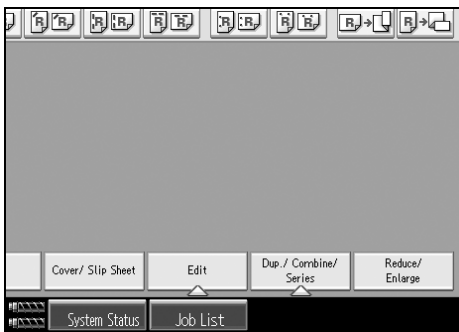 R R R R R R R R R R R R
Cover/ Slip Sheet Edit Dup./ Combine/ Reduce/
Series Enlarge
System Status Job List